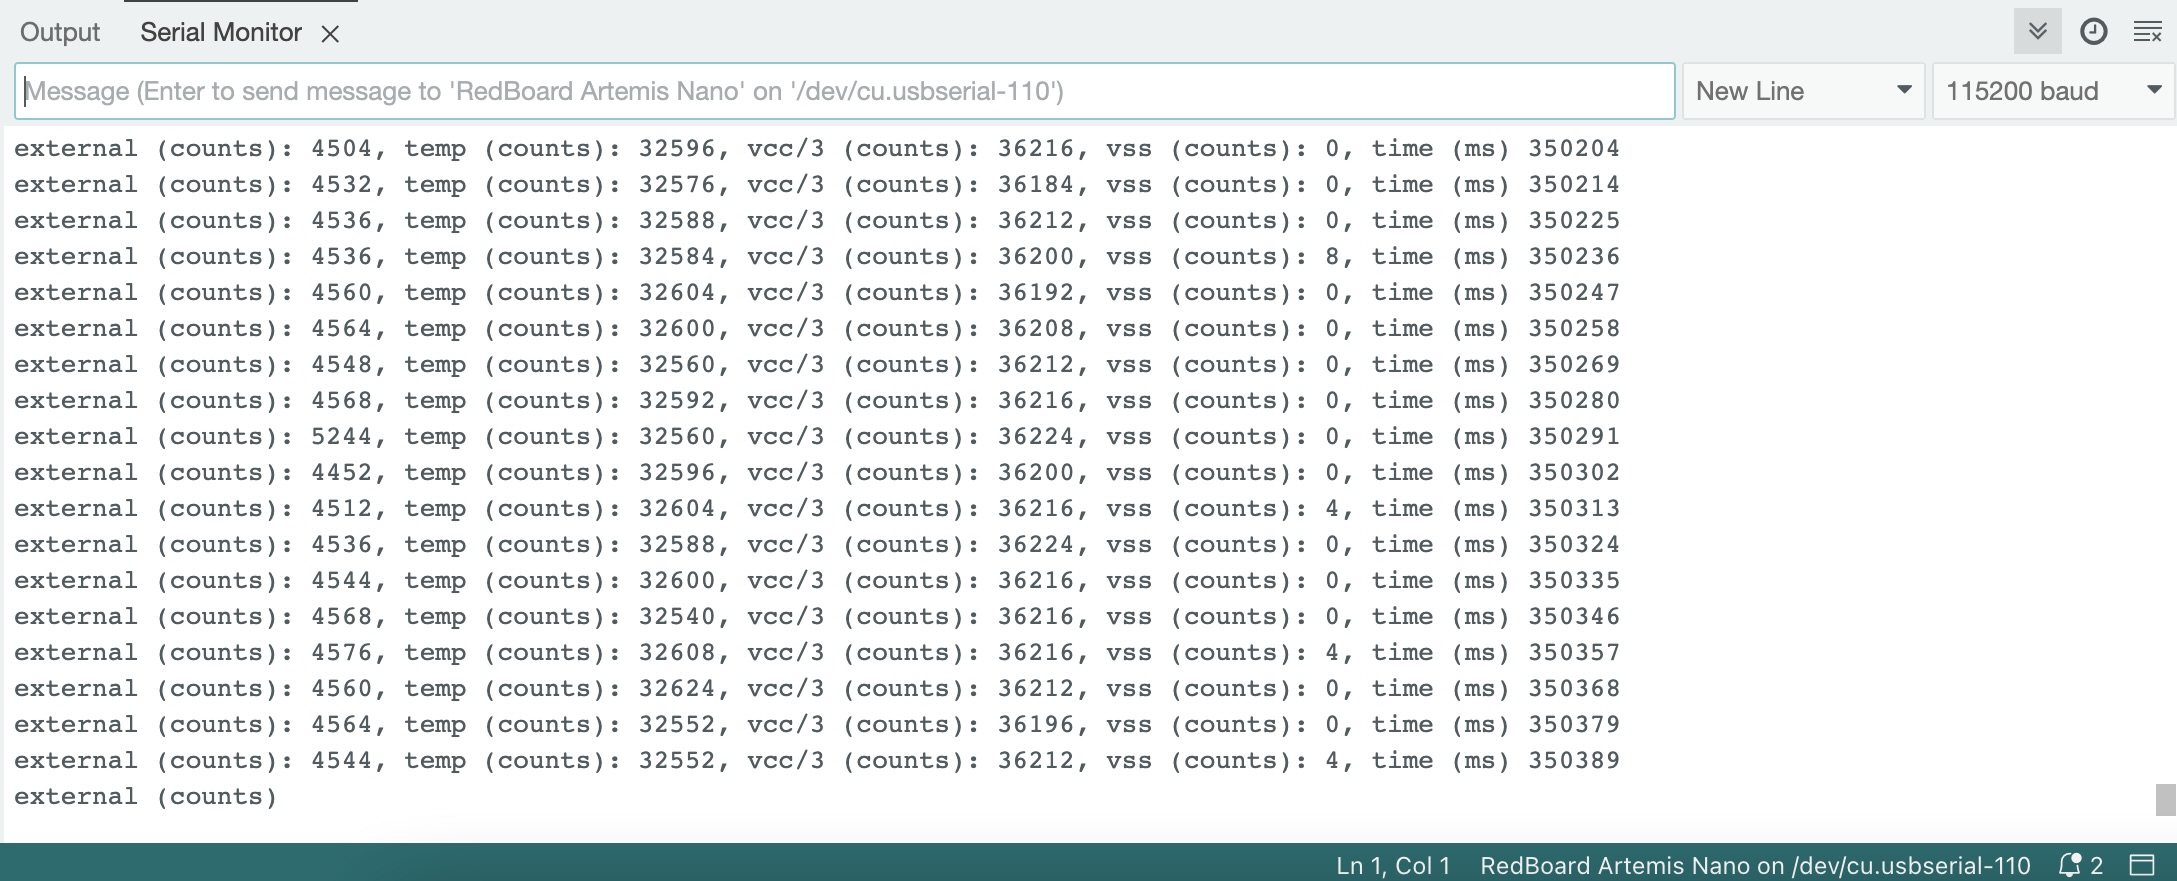 Output Serial Monitor
Message (Enter to send message to 'RedBoard Artemis Nano' on '/dev/cu.usbserial-110') New Line 115200 baud
external (counts): 4504, temp (counts): 32596, vcc/3 (counts): 36216, vss (counts): 0, time (ms) 350204
external (counts): 4532, temp (counts): 32576, vcc/3 (counts): 36184, vss (counts): 0, time (ms) 350214
external (counts): 4536, temp (counts): 32588, vcc/3 (counts): 36212, vss (counts): 0, time (ms) 350225
external (counts): 4536, temp (counts): 32584, vcc/3 (counts): 36200, vss (counts): 8, time (ms) 350236
external (counts): 4560, temp (counts): 32604, vcc/3 (counts): 36192, vss (counts): 0, time (ms) 350247
external (counts): 4564, temp (counts): 32600, vcc/3 (counts): 36208, vss (counts): 0, time (ms) 350258
external (counts): 4548, temp (counts): 32560, vcc/3 (counts): 36212, vss (counts): 0, time (ms) 350269
external (counts): 4568, temp (counts): 32592, vcc/3 (counts): 36216, vss (counts): 0, time (ms) 350280
external (counts): 5244, temp (counts): 32560, vcc/3 (counts): 36224, vss (counts): 0, time (ms) 350291
external (counts): 4452, temp (counts): 32596, vcc/3 (counts): 36200, vss (counts): 0, time (ms) 350302
external (counts): 4512, temp (counts): 32604, vcc/3 (counts): 36216, vss (counts): 4, time (ms) 350313
external (counts): 4536, temp (counts): 32588, vcc/3 (counts): 36224, vss (counts): 0, time (ms) 350324
external (counts): 4544, temp (counts): 32600, vcc/3 (counts): 36216, vss (counts): 0, time (ms) 350335
external (counts): 4568, temp (counts): 32540, vcc/3 (counts): 36216, vss (counts): 0, time (ms) 350346
external (counts): 4576, temp (counts): 32608, vcc/3 (counts): 36216, vss (counts): 4, time (ms) 350357
external (counts): 4560, temp (counts): 32624, vcc/3 (counts): 36212, vss (counts): 0, time (ms) 350368
external (counts): 4564, temp (counts): 32552, vcc/3 (counts): 36196, vss (counts): 0, time (ms) 350379
external (counts): 4544, temp (counts): 32552, vcc/3 (counts): 36212, vss (counts): 4, time (ms) 350389
external (counts)
Ln 1, Col 1 RedBoard Artemis Nano on /dev/cu.usbserial-110 2